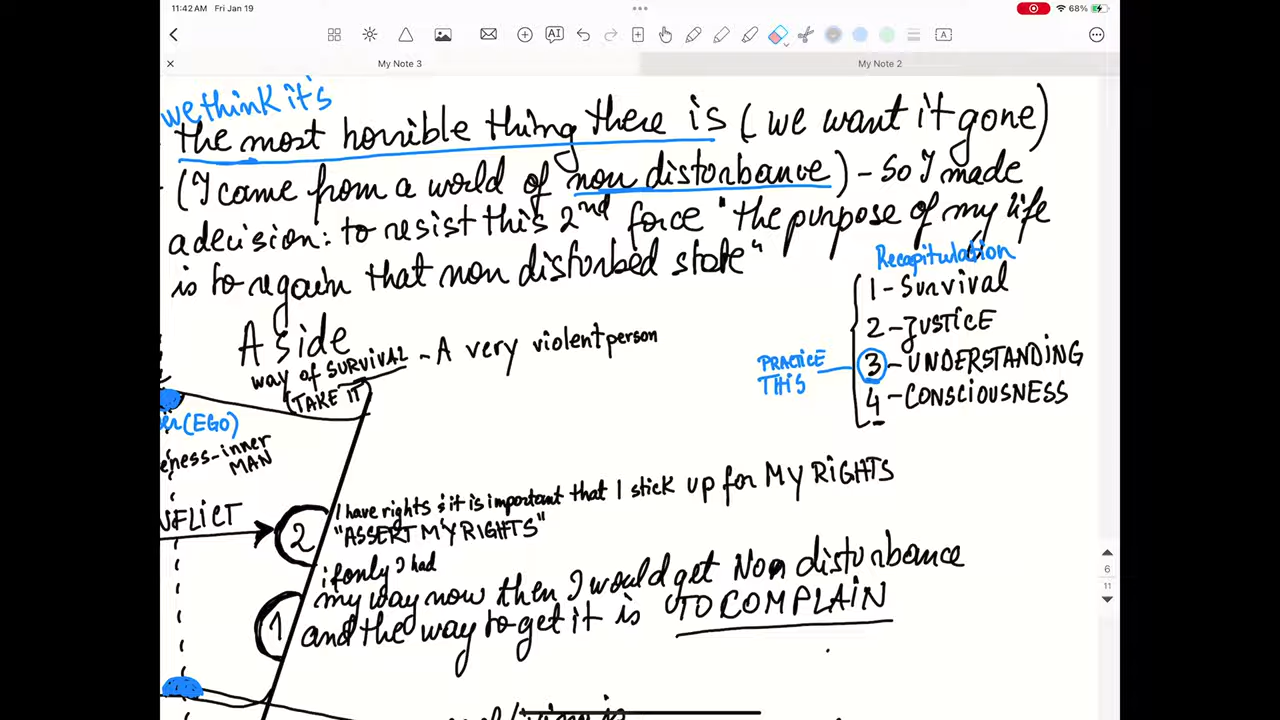 11:42 AM Fri Jan 19
68%
My Note 3
My Note 2
we think it's
the most horrible thing there is (we want it gone)
(I came from a world of non disturbance) - So I made
a decision: to resist this 2nd force "the purpose of my life
is to regain that non disturbed state"
Recapitulation
1 - Survival
2 - JUSTICE
3 - UNDERSTANDING
4 - CONSCIOUSNESS
PRACTICE
THIS
A side
way of SURVIVAL - A very violent person
(TAKE IT)
(EGO)
eness-inner
MAN
NFLICT
2
I have rights & it is important that I stick up for MY RIGHTS
"ASSERT MY RIGHTS"
if only I had
my way now then I would get Non disturbance
1
and the way to get it is TO COMPLAIN
6
11